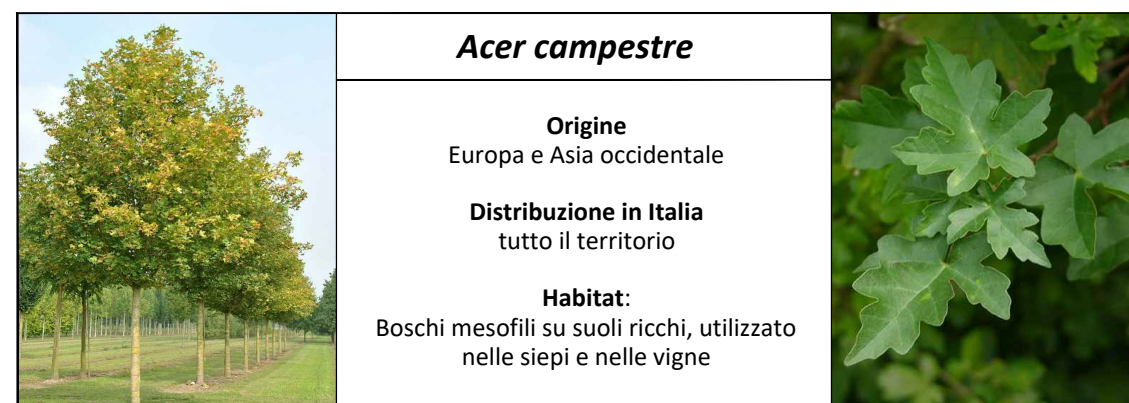 Acer campestre
Origine
Europa e Asia occidentale
Distribuzione in Italia
tutto il territorio
Habitat:
Boschi mesofili su suoli ricchi, utilizzato
nelle siepi e nelle vigne